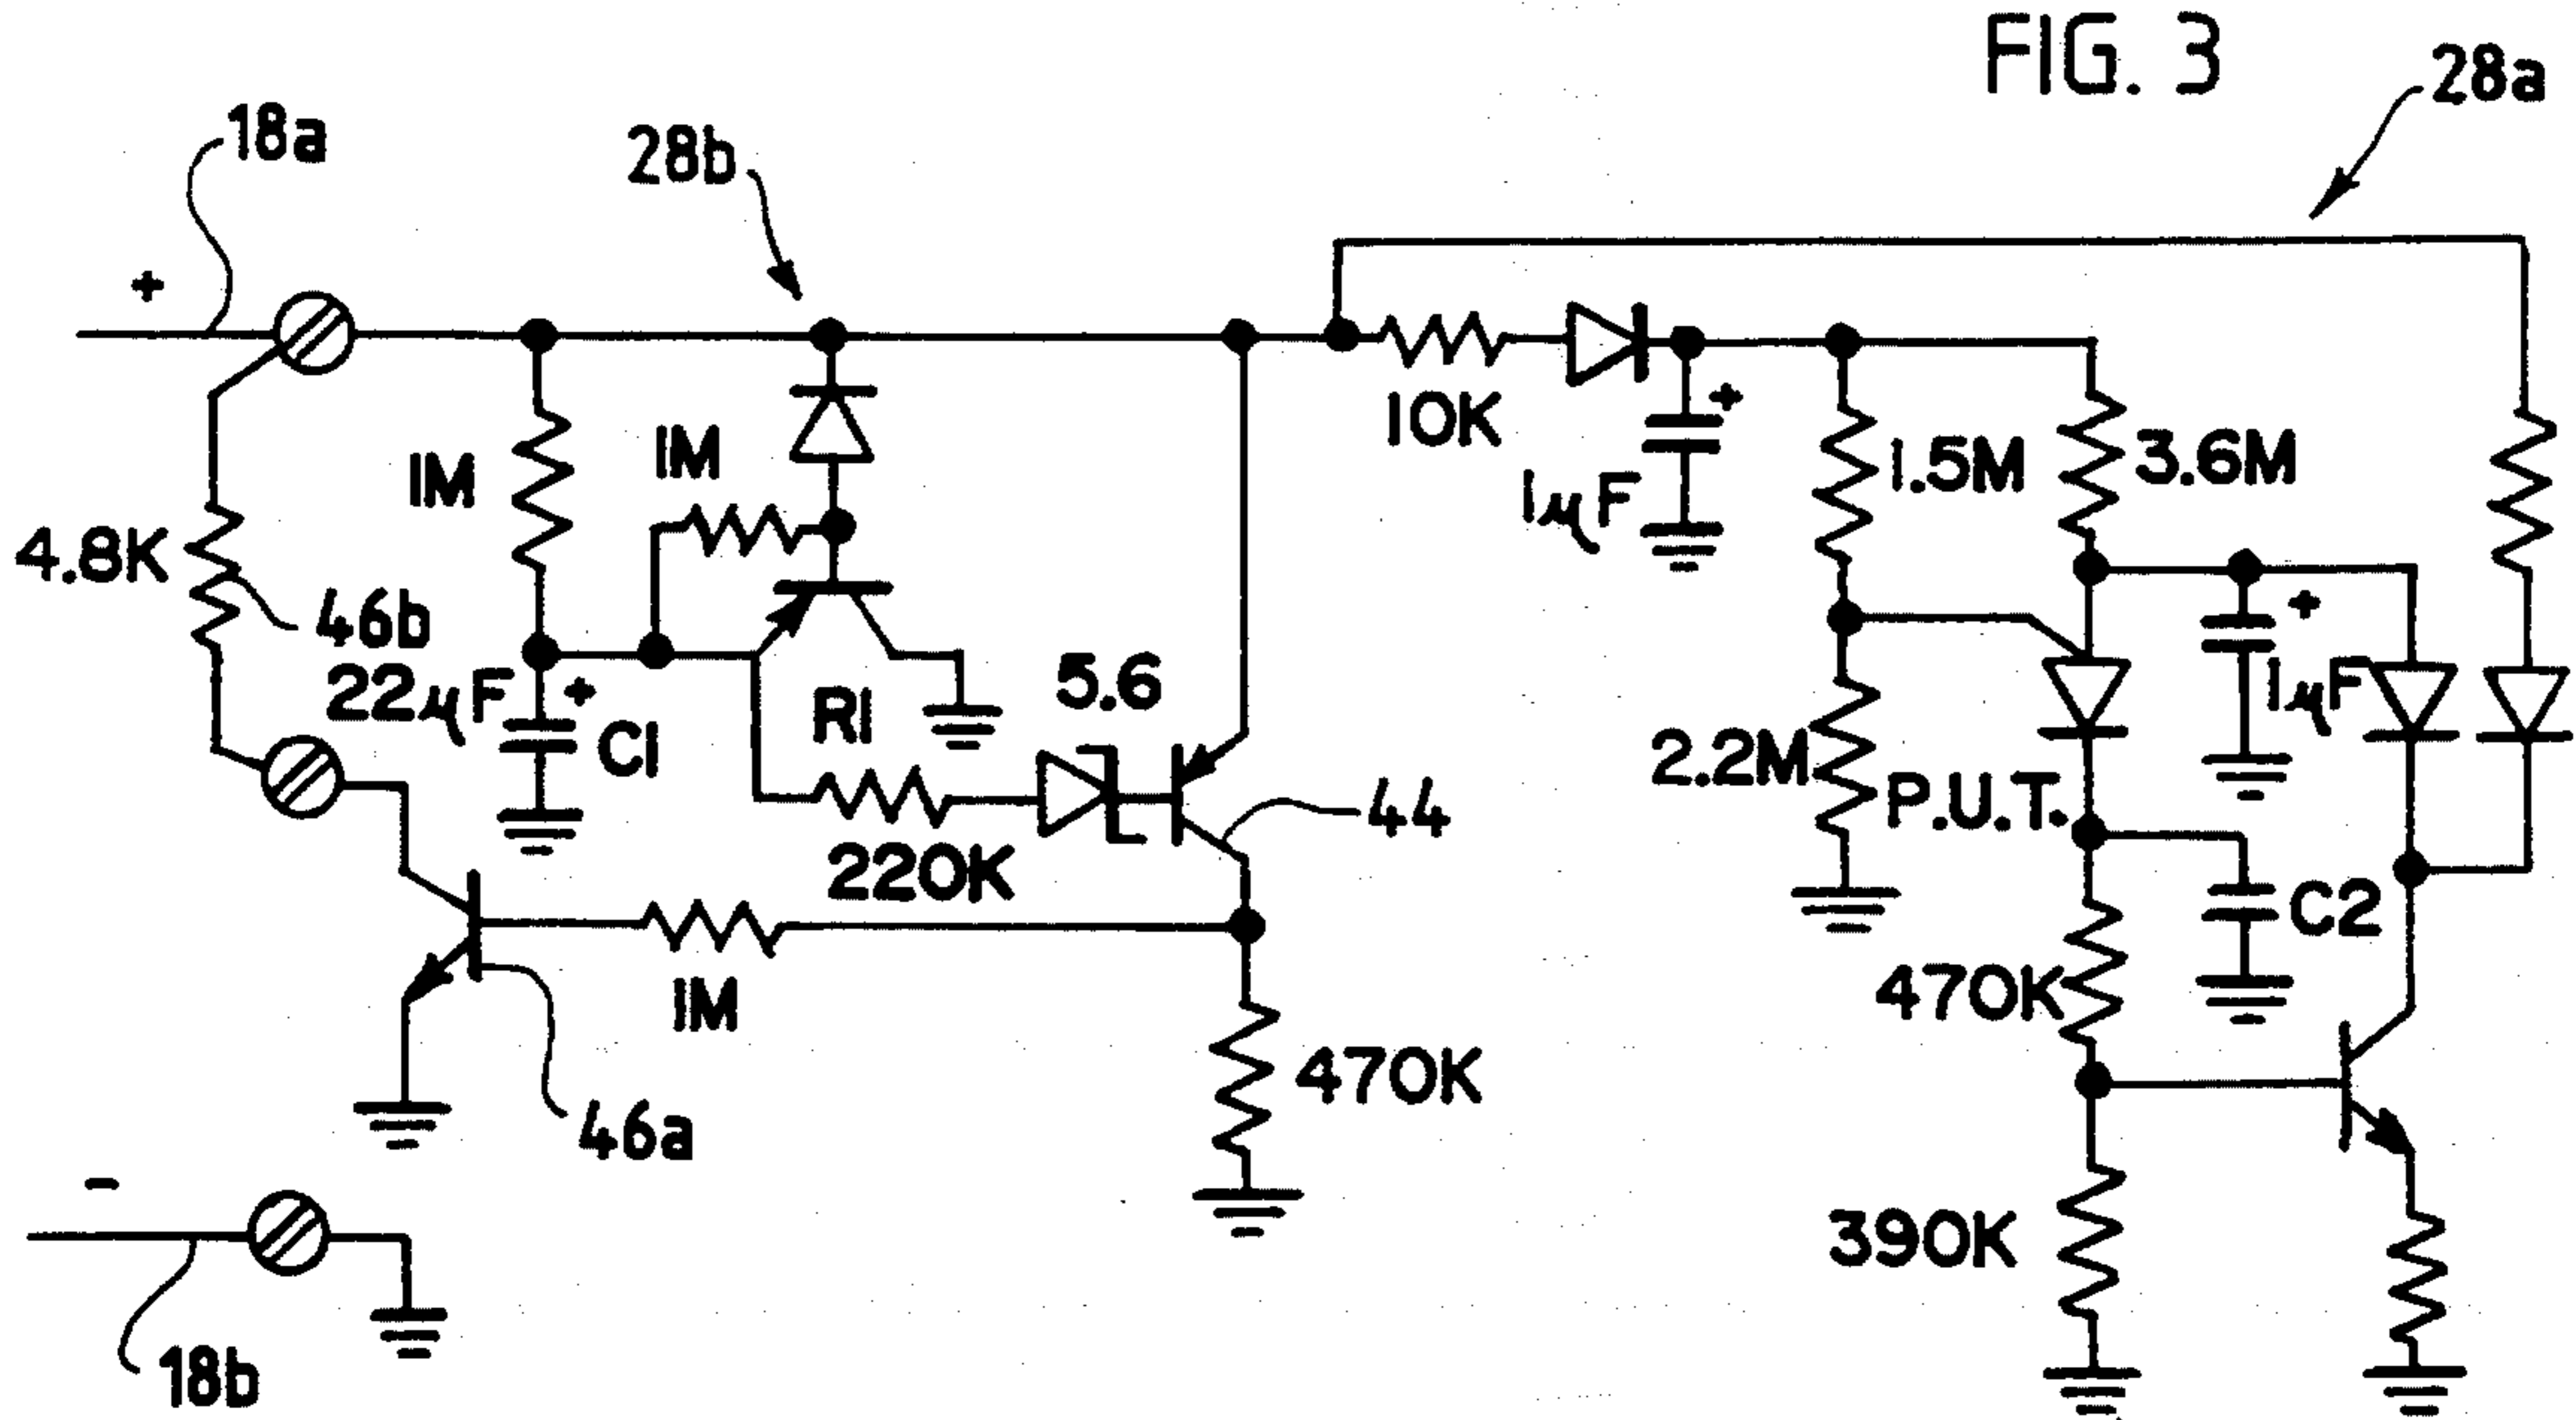 FIG. 3
28a
18a
28b
+
+
10K
1M
1M
1µF
1.5M
3.6M
4.8K
46b
+
22µF
+
C1
R1
5.6
1µF
2.2M
P.U.T.
44
220K
C2
470K
1M
470K
46a
-
390K
18b